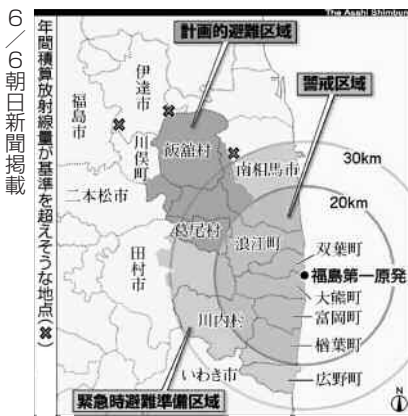 6/6朝日新聞掲載
年間積算放射線量が基準を超えそうな地点(✖)
The Asahi Shimbun
計画的避難区域
警戒区域
伊達市
福島市
川俣町
飯舘村
南相馬市
30km
20km
二本松市
葛尾村
浪江町
双葉町
田村市
福島第一原発
大熊町
富岡町
川内村
楢葉町
いわき市
広野町
緊急時避難準備区域
N